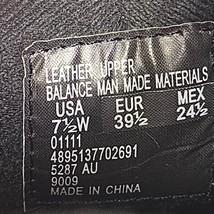 LEATHER UPPER
BALANCE MAN MADE MATERIALS
USA EUR MEX
7½W 39½ 24½
01111
4895137702691
5287 AU
9009
MADE IN CHINA